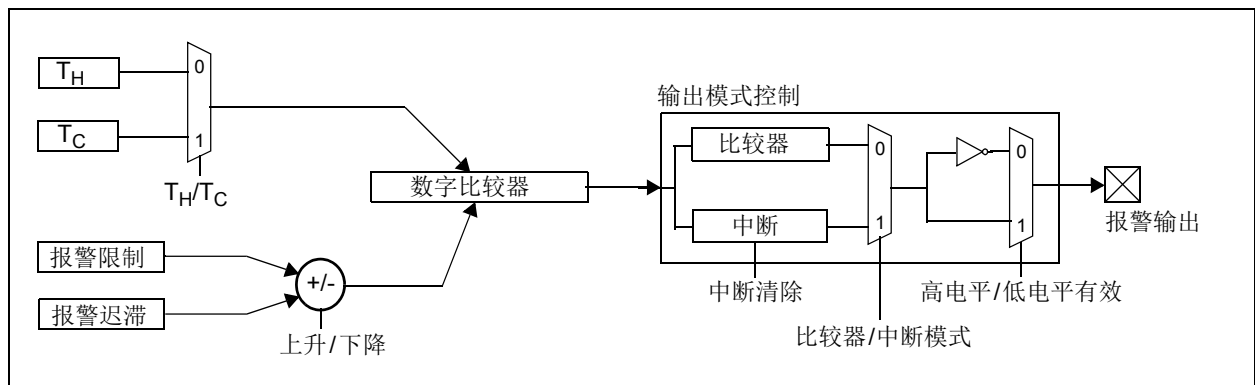 T_H
0
T_C
1
T_H/T_C
报警限制
报警迟滞
+/-
上升/下降
数字比较器
输出模式控制
比较器
中断
0
1
0
1
中断清除
高电平/低电平有效
比较器/中断模式
报警输出